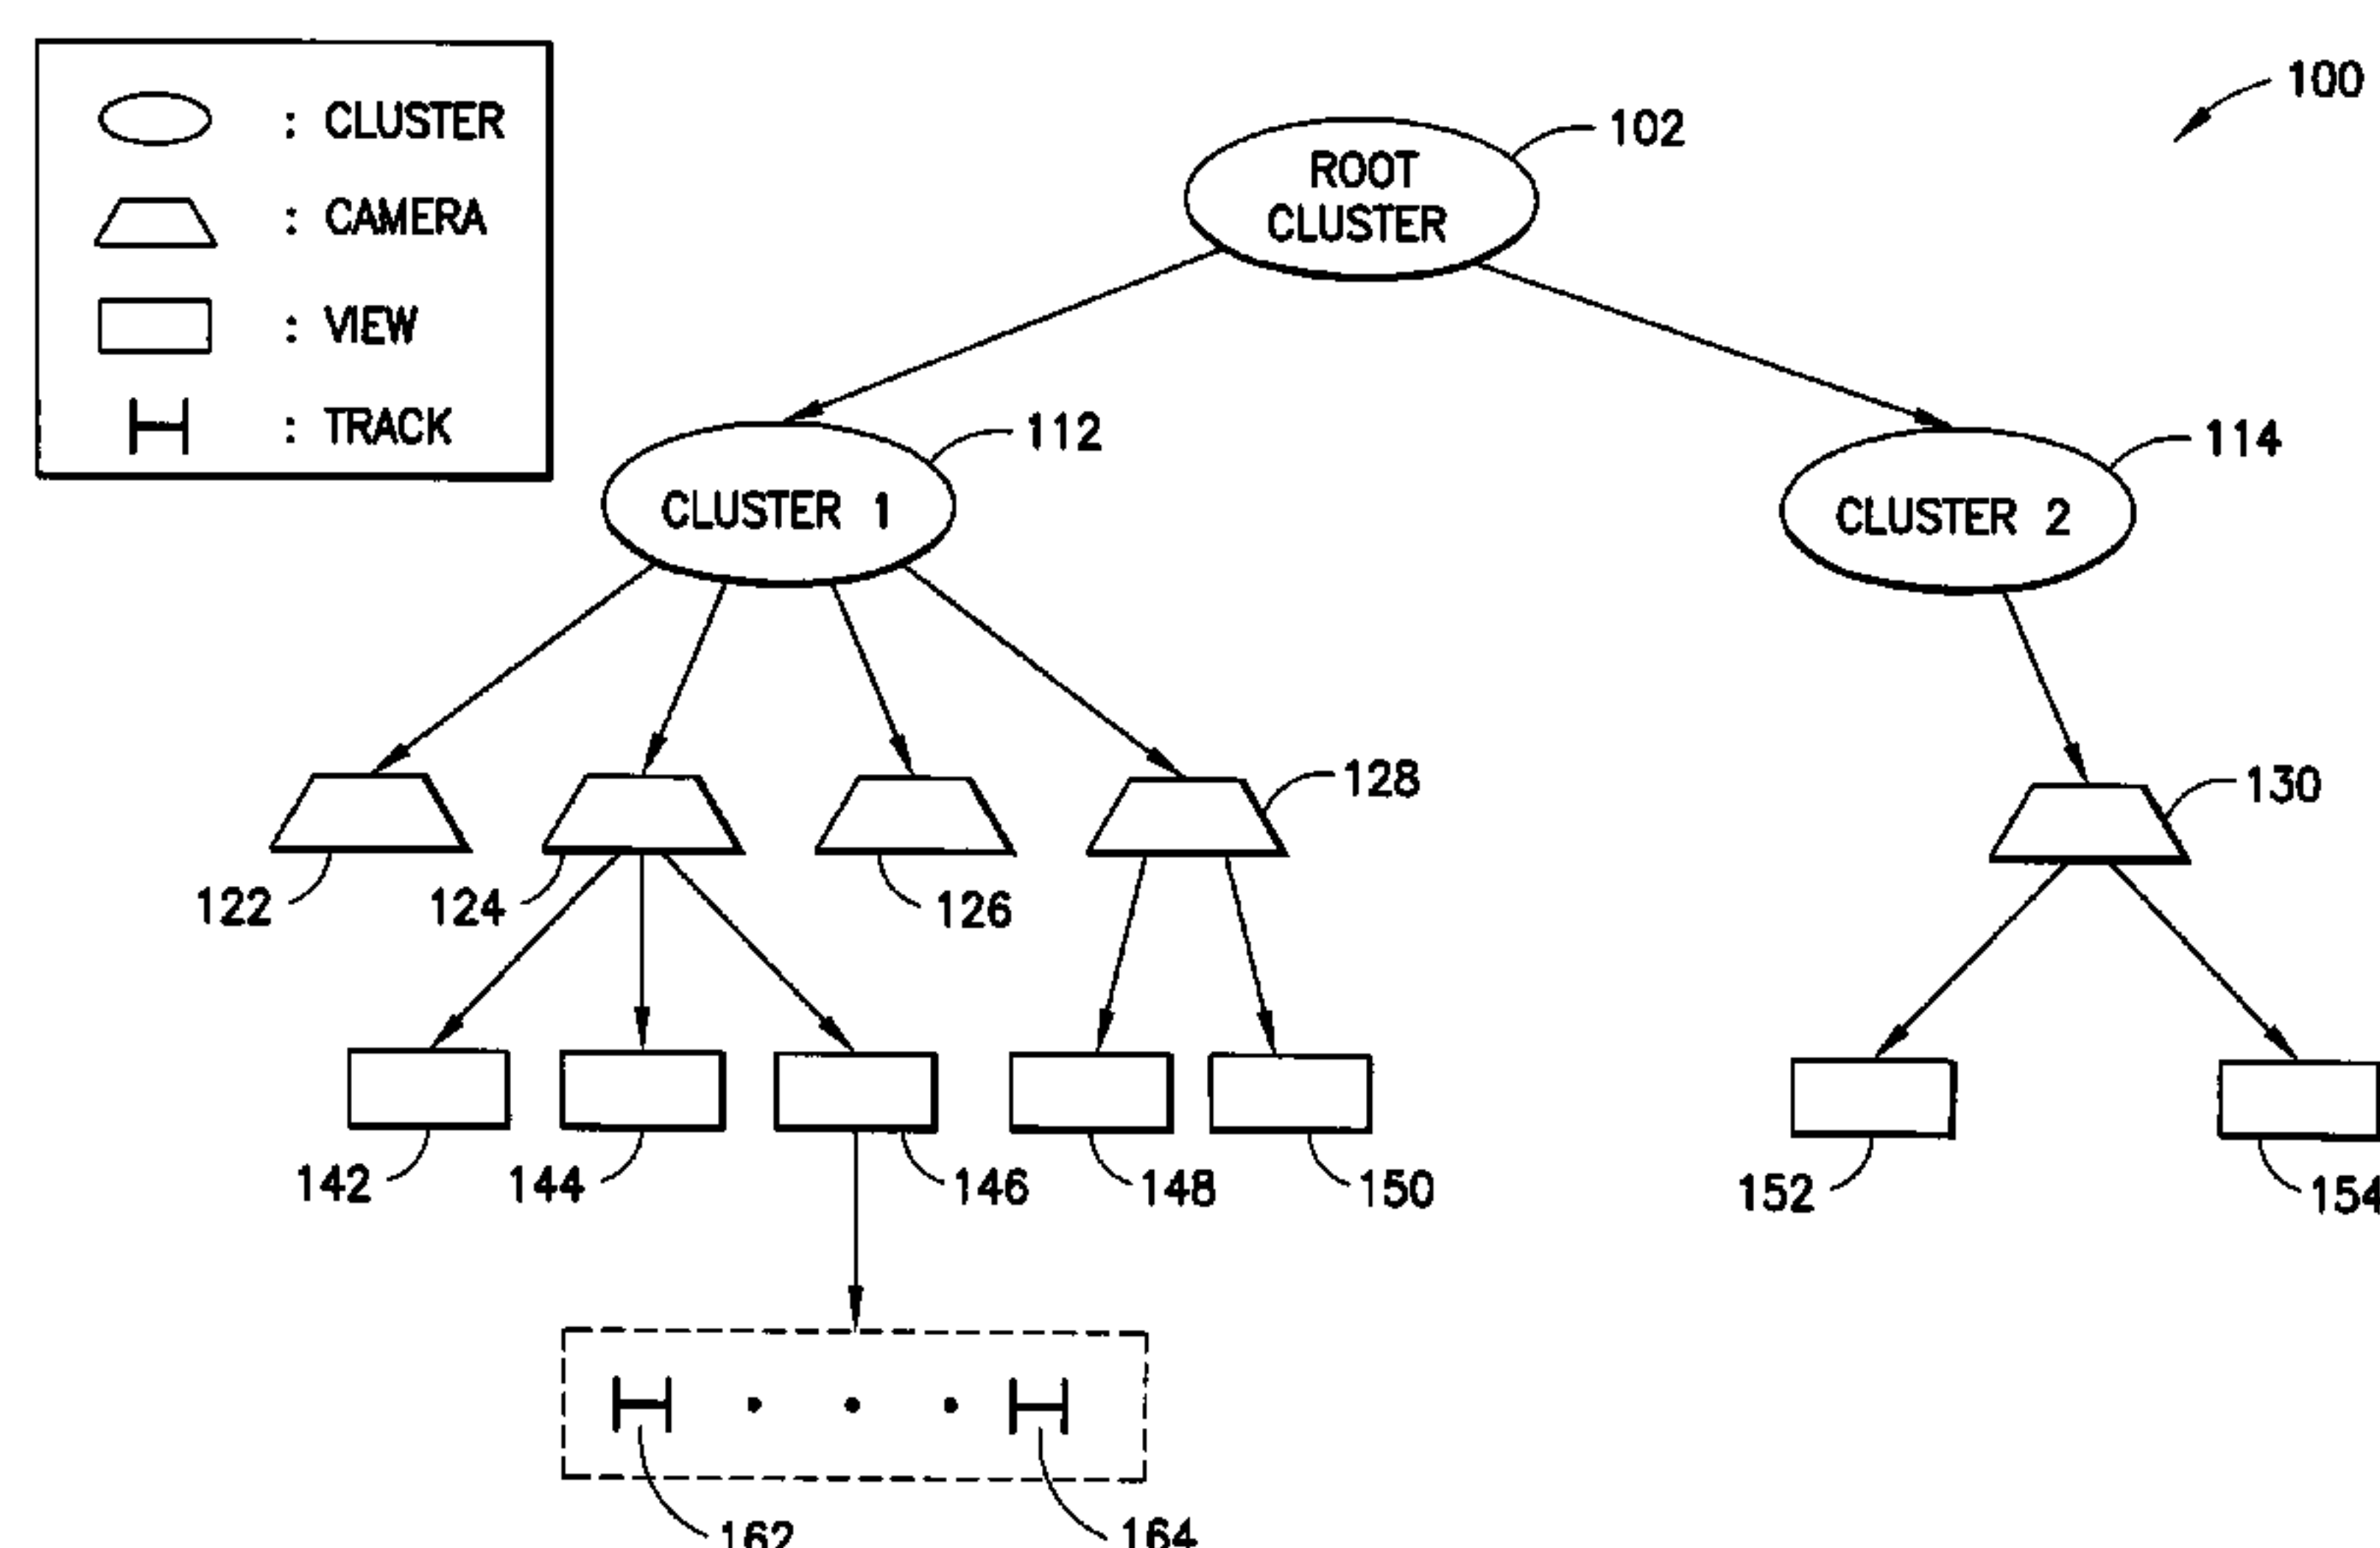 : CLUSTER
: CAMERA
: VIEW
: TRACK
100
102
ROOT
CLUSTER
112
114
CLUSTER 1
CLUSTER 2
128
130
122
124
126
142
144
146
148
150
152
154
162
164